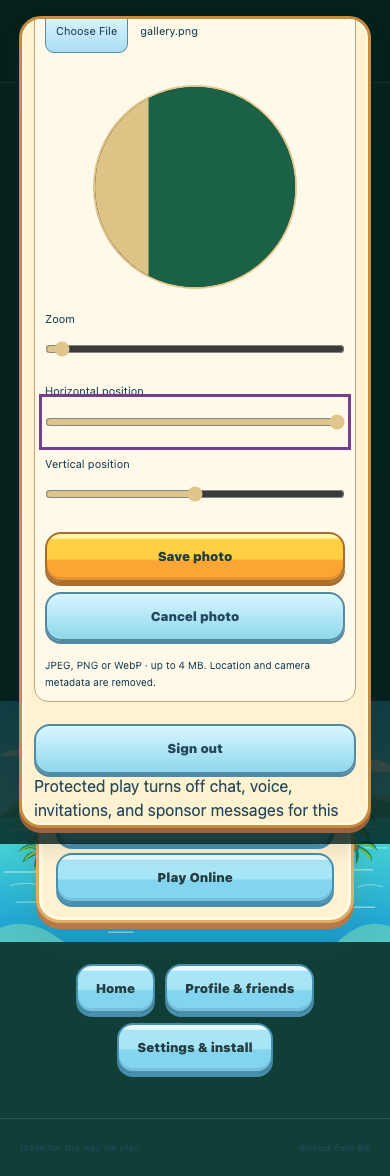 Choose File gallery.png
Zoom
Horizontal position
Vertical position
Save photo
Cancel photo
JPEG, PNG or WebP · up to 4 MB. Location and camera
metadata are removed.
Sign out
Protected play turns off chat, voice,
invitations, and sponsor messages for this
Play Online
Home Profile & friends
Settings & install
Made for the way we play.